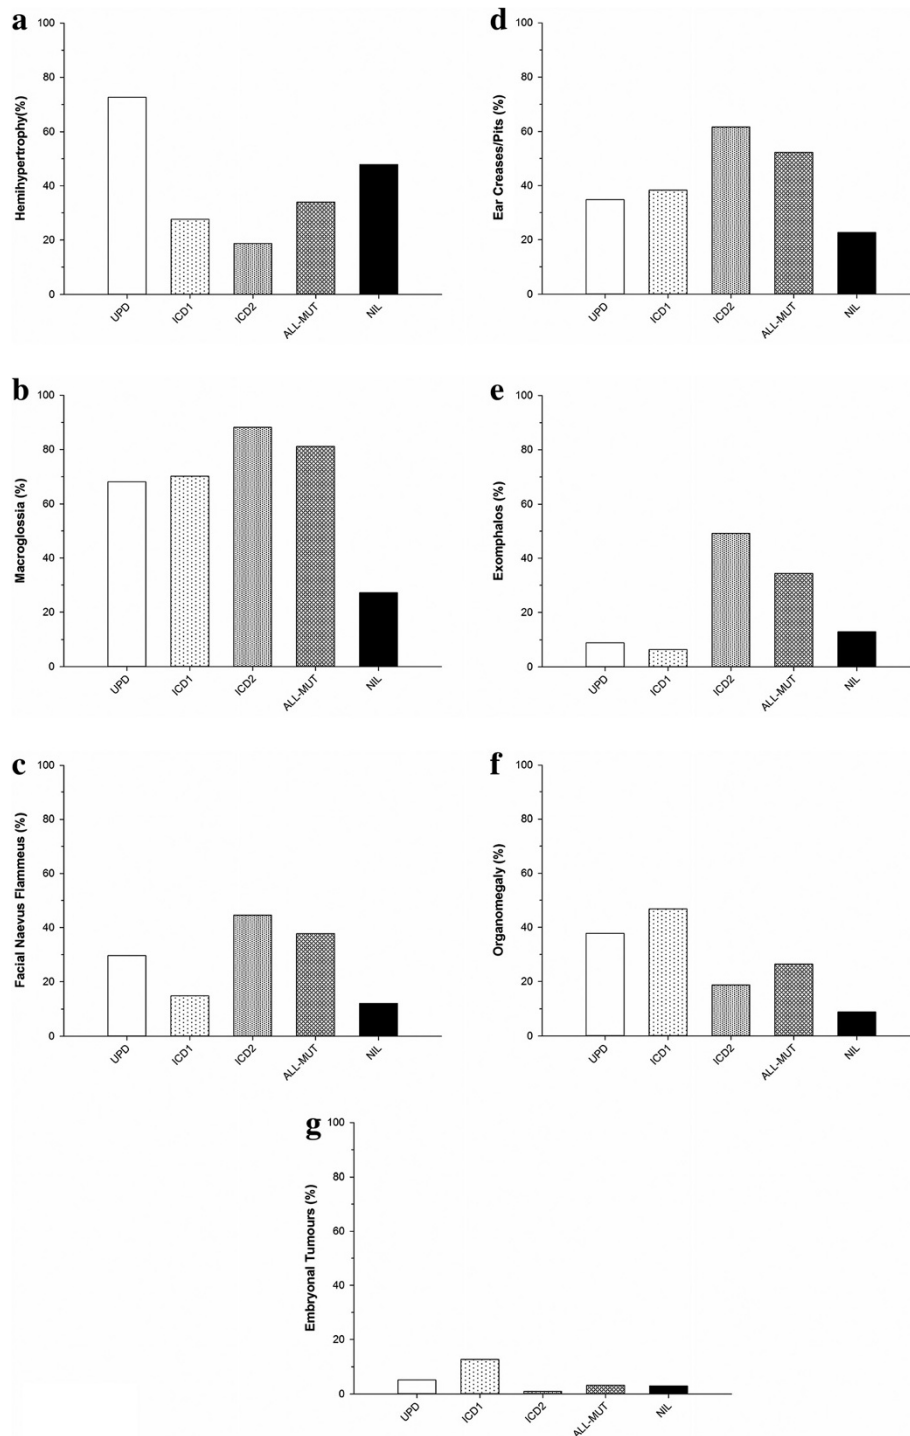 a
Hemihypertrophy(%)
100
80
60
40
20
0
UPD
ICD1
ICD2
ALL-MUT
NIL
d
Ear Creases/Pits (%)
100
80
60
40
20
0
UPD
ICD1
ICD2
ALL-MUT
NIL
b
Macroglossia (%)
100
80
60
40
20
0
UPD
ICD1
ICD2
ALL-MUT
NIL
e
Exomphalos (%)
100
80
60
40
20
0
UPD
ICD1
ICD2
ALL-MUT
NIL
c
Facial Naevus Flammeus (%)
100
80
60
40
20
0
UPD
ICD1
ICD2
ALL-MUT
NIL
f
Organomegaly (%)
100
80
60
40
20
0
UPD
ICD1
ICD2
ALL-MUT
NIL
g
Embryonal Tumours (%)
100
80
60
40
20
0
UPD
ICD1
ICD2
ALL-MUT
NIL